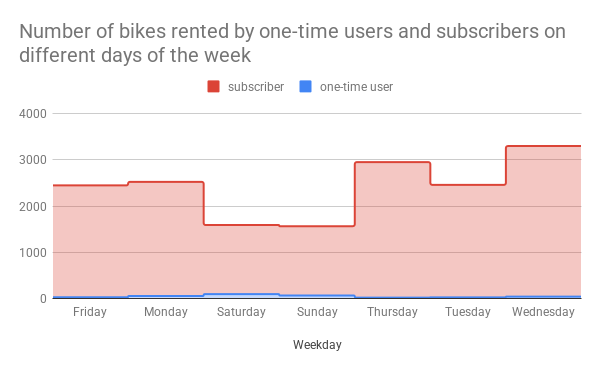 Number of bikes rented by one-time users and subscribers on
different days of the week
subscriber one-time user
4000
3000
2000
1000
0
Friday Monday Saturday Sunday Thursday Tuesday Wednesday
Weekday